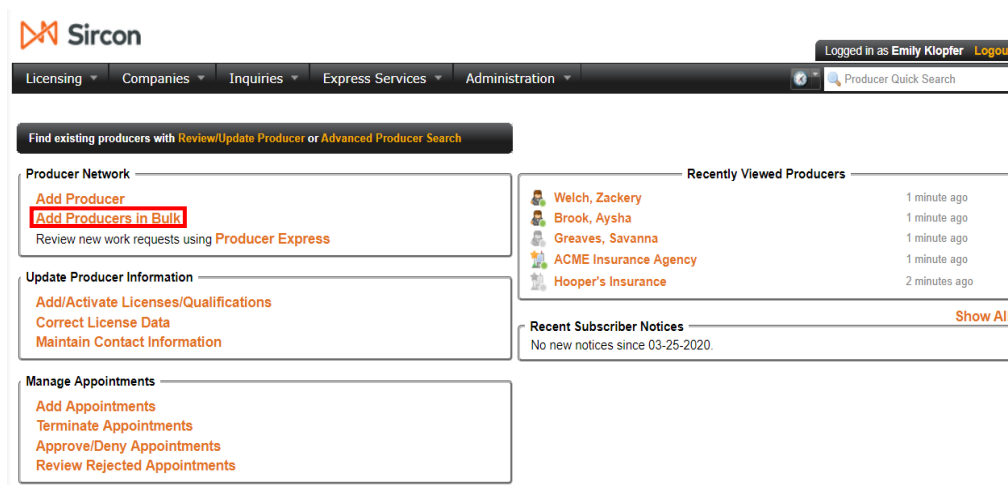 Sircon
Logged in as Emily Klopfer Logou
Licensing Companies Inquiries Express Services Administration Producer Quick Search
Find existing producers with Review/Update Producer or Advanced Producer Search
Producer Network
Add Producer
Add Producers in Bulk
Review new work requests using Producer Express
Update Producer Information
Add/Activate Licenses/Qualifications
Correct License Data
Maintain Contact Information
Manage Appointments
Add Appointments
Terminate Appointments
Approve/Deny Appointments
Review Rejected Appointments
Recently Viewed Producers
Welch, Zackery 1 minute ago
Brook, Aysha 1 minute ago
Greaves, Savanna 1 minute ago
ACME Insurance Agency 1 minute ago
Hooper's Insurance 2 minutes ago
Show Al
Recent Subscriber Notices
No new notices since 03-25-2020.